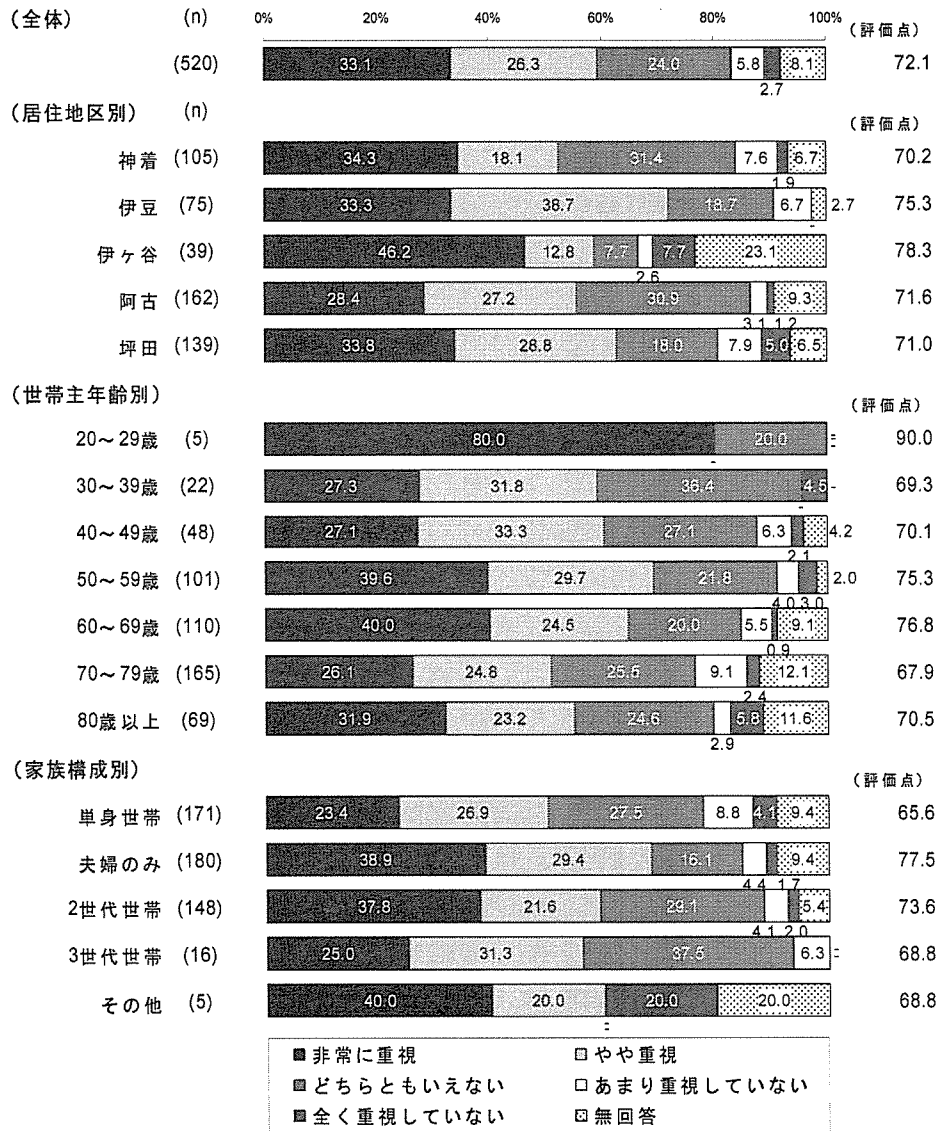 (全体) (n) 0% 20% 40% 60% 80% 100% (評価点)
(520) 33.1 26.3 24.0 5.8 2.7 8.1 72.1
(居住地区別) (n) (評価点)
神着 (105) 34.3 18.1 31.4 7.6 1.9 6.7 70.2
伊豆 (75) 33.3 38.7 18.7 6.7 - 2.7 75.3
伊ヶ谷 (39) 46.2 12.8 7.7 2.6 7.7 23.1 78.3
阿古 (162) 28.4 27.2 30.9 3.1 1.2 9.3 71.6
坪田 (139) 33.8 28.8 18.0 7.9 5.0 6.5 71.0
(世帯主年齢別) (評価点)
20～29歳 (5) 80.0 - 20.0 - - 90.0
30～39歳 (22) 27.3 31.8 36.4 - 4.5 - 69.3
40～49歳 (48) 27.1 33.3 27.1 6.3 2.1 4.2 70.1
50～59歳 (101) 39.6 29.7 21.8 4.0 3.0 2.0 75.3
60～69歳 (110) 40.0 24.5 20.0 5.5 0.9 9.1 76.8
70～79歳 (165) 26.1 24.8 25.5 9.1 2.4 12.1 67.9
80歳以上 (69) 31.9 23.2 24.6 2.9 5.8 11.6 70.5
(家族構成別) (評価点)
単身世帯 (171) 23.4 26.9 27.5 8.8 4.1 9.4 65.6
夫婦のみ (180) 38.9 29.4 16.1 4.4 1.7 9.4 77.5
2世代世帯 (148) 37.8 21.6 29.1 4.1 2.0 5.4 73.6
3世代世帯 (16) 25.0 31.3 37.5 6.3 - - 68.8
その他 (5) 40.0 20.0 - - 20.0 20.0 68.8
非常に重視 やや重視
どちらともいえない あまり重視していない
全く重視していない 無回答